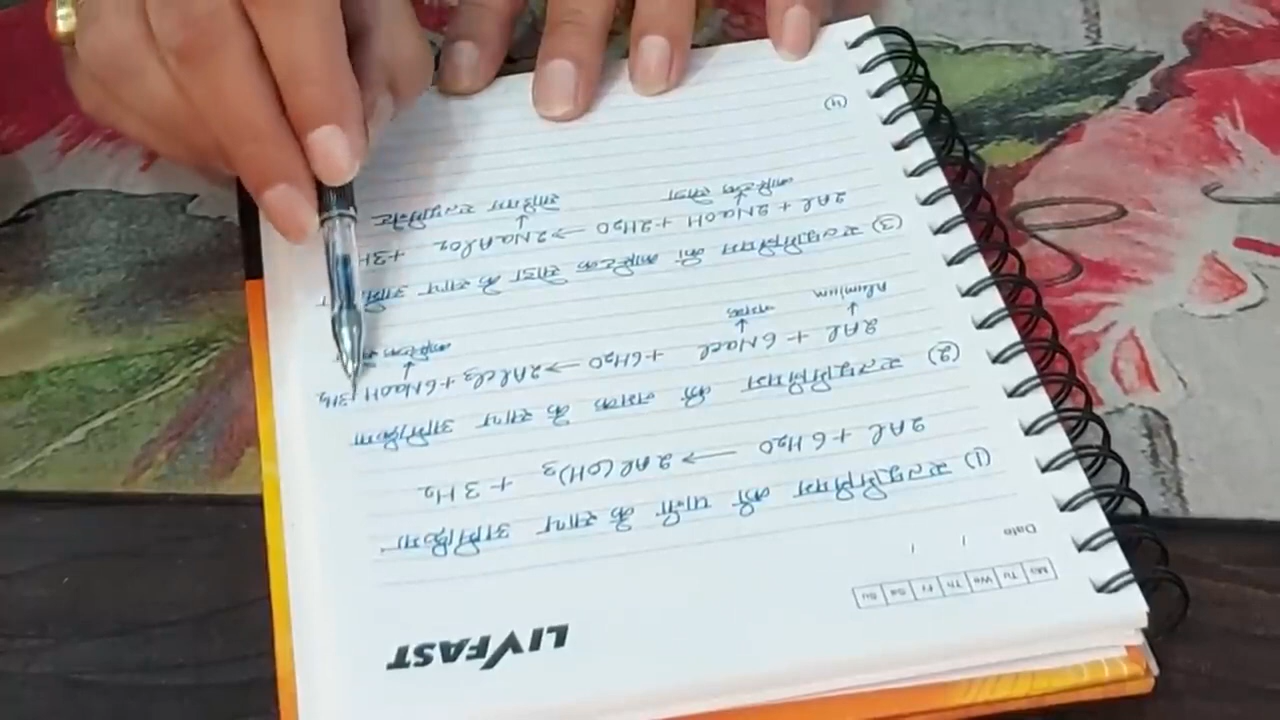 LIVFAST
Mo Tu We Th Fr Sa Su
Date / /
(1) एल्युमिनियम की पानी के साथ अभिक्रिया
2Al + 6H₂O → 2Al(OH)₃ + 3H₂
(2) एल्युमिनियम की नमक के साथ अभिक्रिया
2Al + 6NaCl + 6H₂O → 2AlCl₃ + 6NaOH + 3H₂
↓ ↓ ↓
Aluminium नमक कास्टिक
(3) एल्युमिनियम की कास्टिक सोडा के साथ
2Al + 2NaOH + 2H₂O → 2NaAlO₂ + 3H
↓ ↓
कास्टिक सोडा सोडियम एल्युमिनेट
(4)